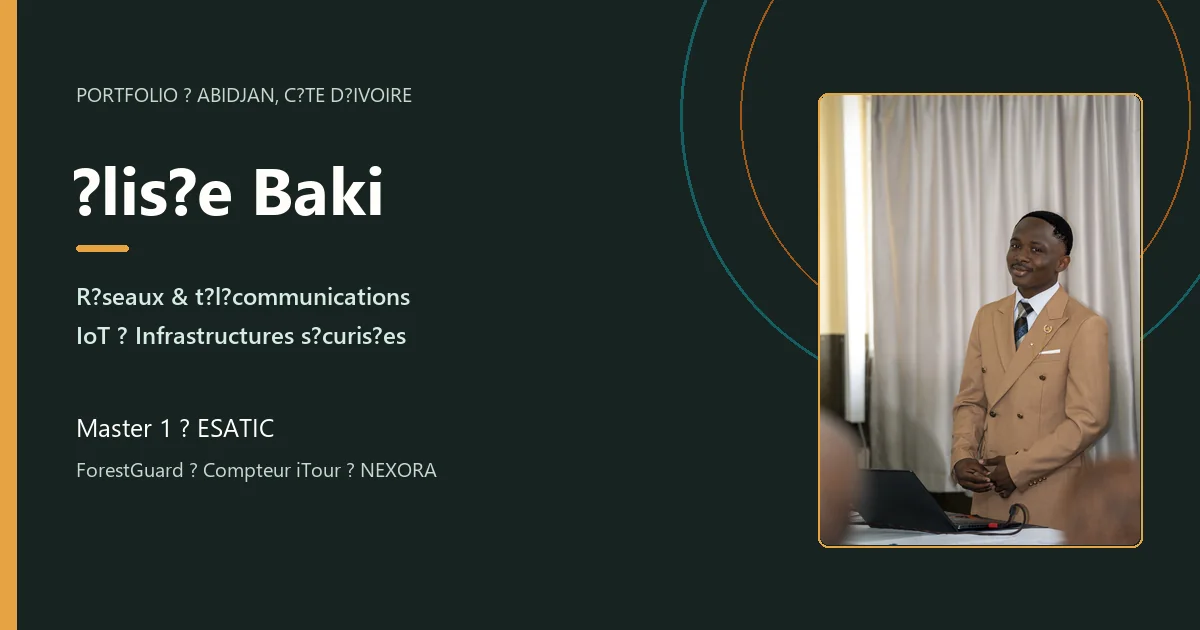 PORTFOLIO ? ABIDJAN, C?TE D?IVOIRE
?lis?e Baki
R?seaux & t?l?communications
IoT ? Infrastructures s?curis?es
Master 1 ? ESATIC
ForestGuard ? Compteur iTour ? NEXORA